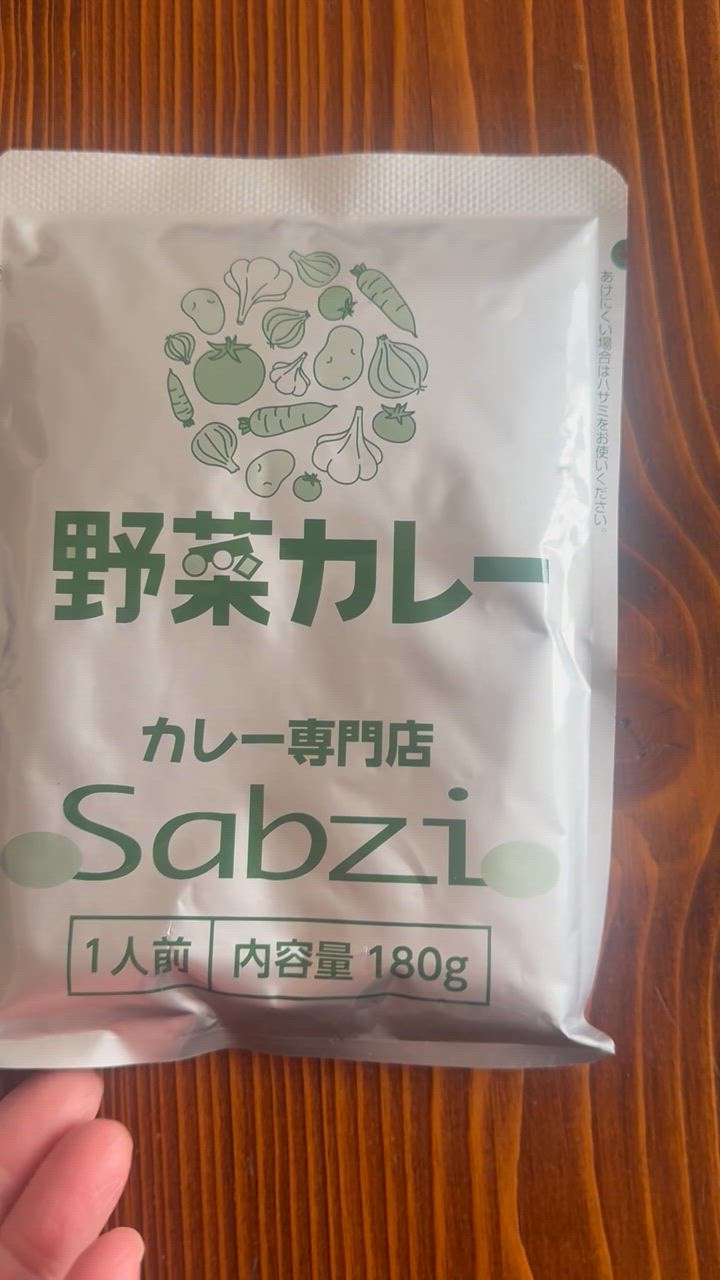 野菜カレー
カレー専門店
Sabzi
1人前 内容量 180g
あけにくい場合はハサミをお使いください。